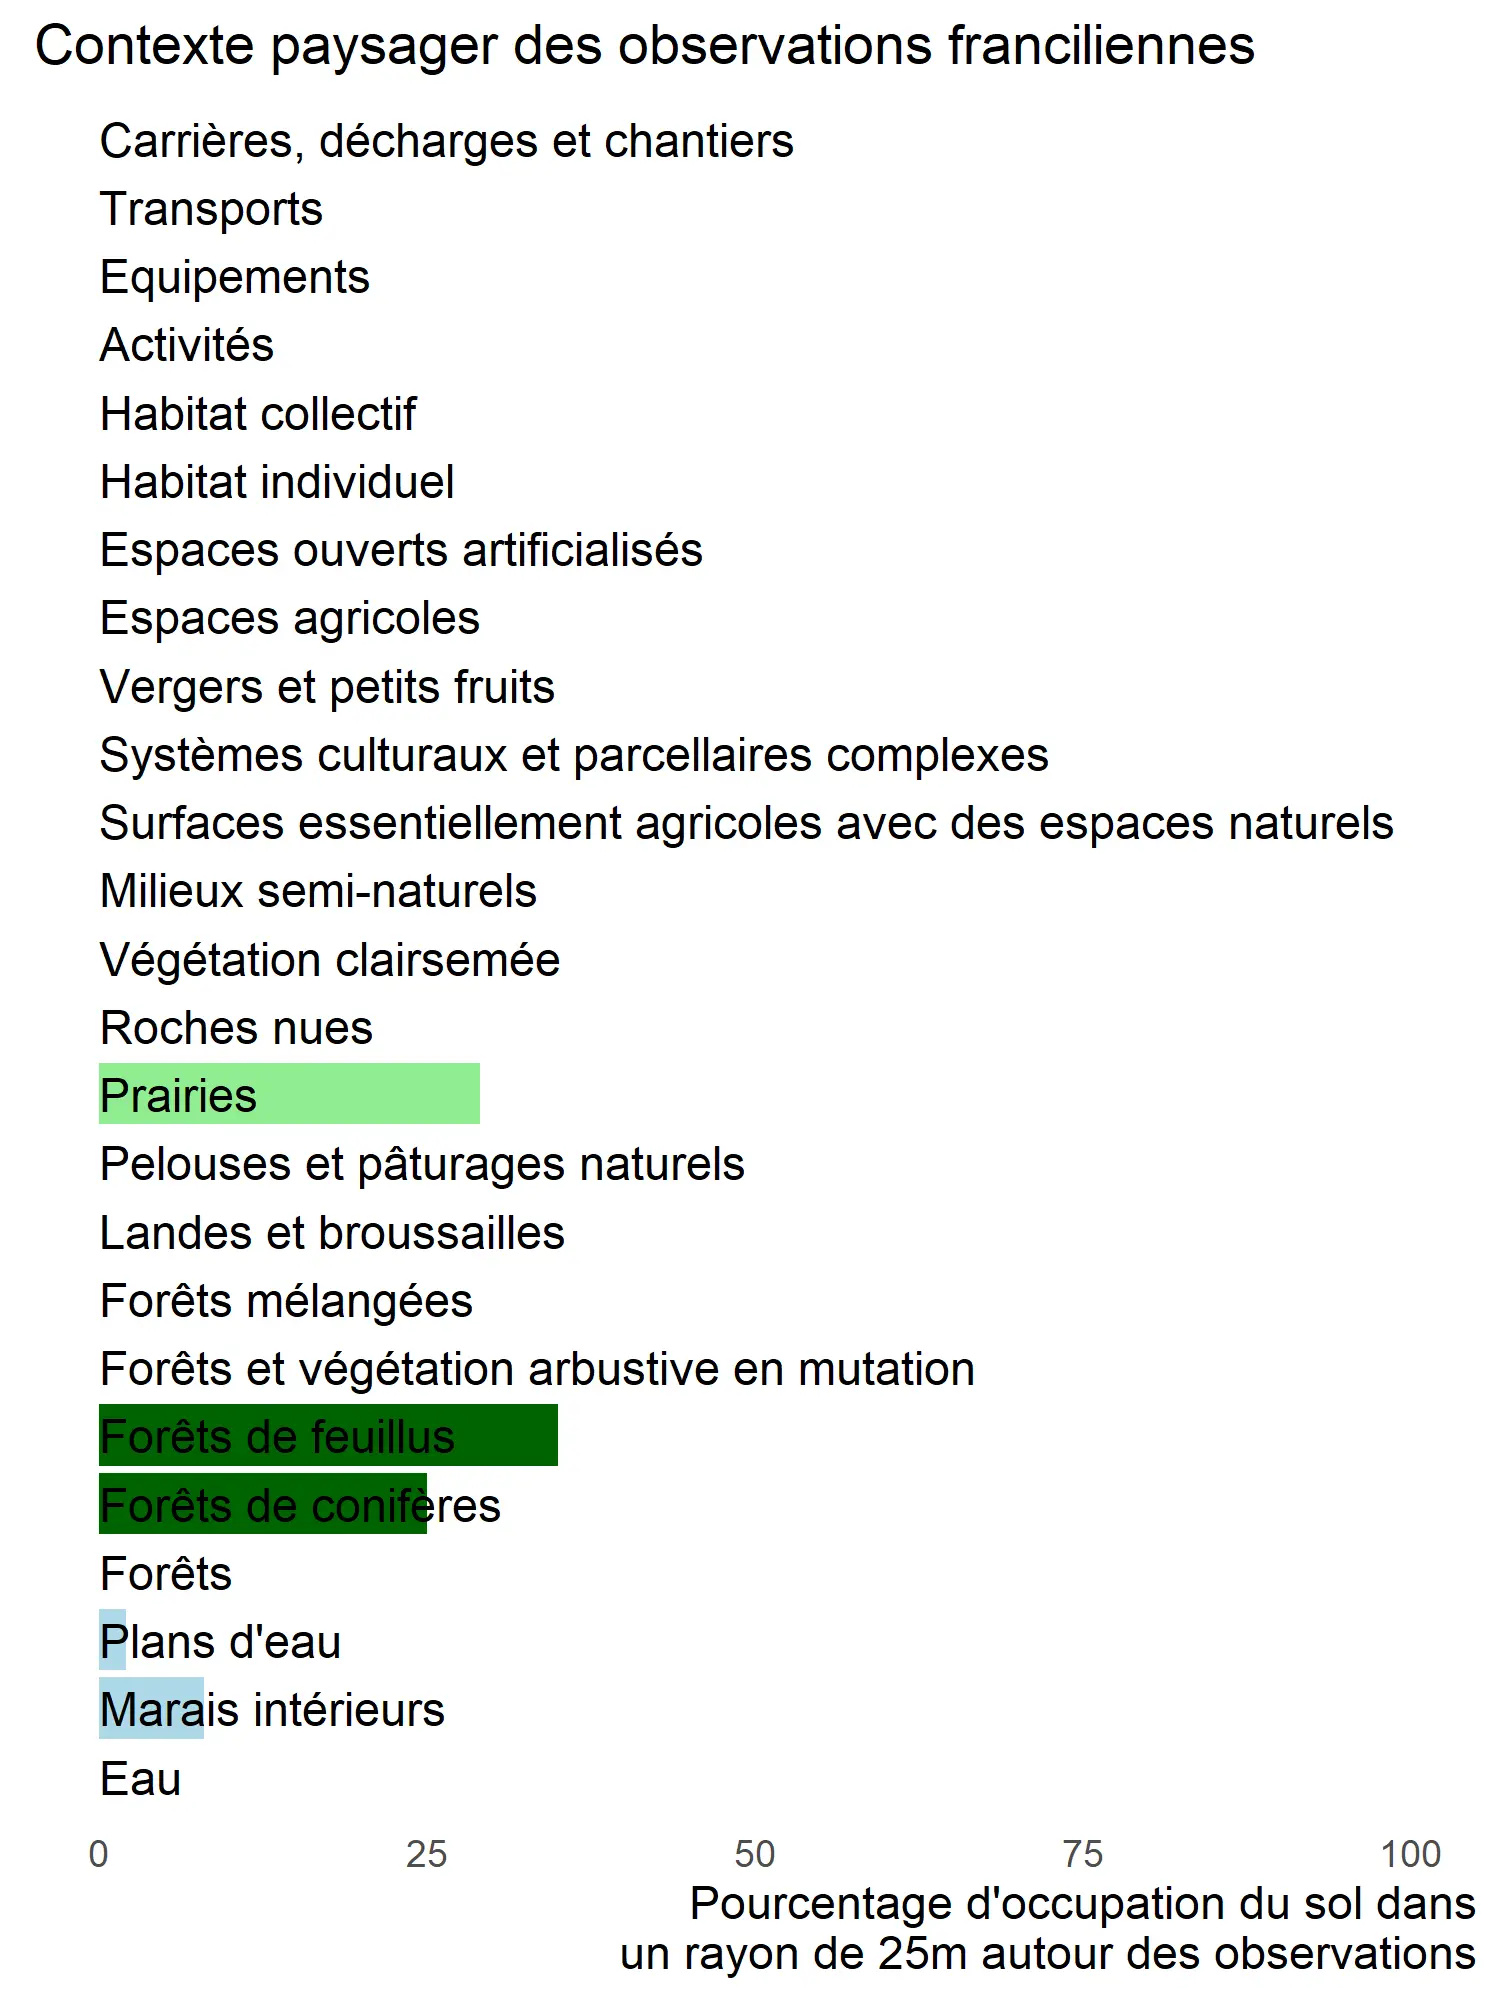 Contexte paysager des observations franciliennes
Carrières, décharges et chantiers
Transports
Equipements
Activités
Habitat collectif
Habitat individuel
Espaces ouverts artificialisés
Espaces agricoles
Vergers et petits fruits
Systèmes culturaux et parcellaires complexes
Surfaces essentiellement agricoles avec des espaces naturels
Milieux semi-naturels
Végétation clairsemée
Roches nues
Prairies
Pelouses et pâturages naturels
Landes et broussailles
Forêts mélangées
Forêts et végétation arbustive en mutation
Forêts de feuillus
Forêts de conifères
Forêts
Plans d'eau
Marais intérieurs
Eau
0 25 50 75 100
Pourcentage d'occupation du sol dans
un rayon de 25m autour des observations